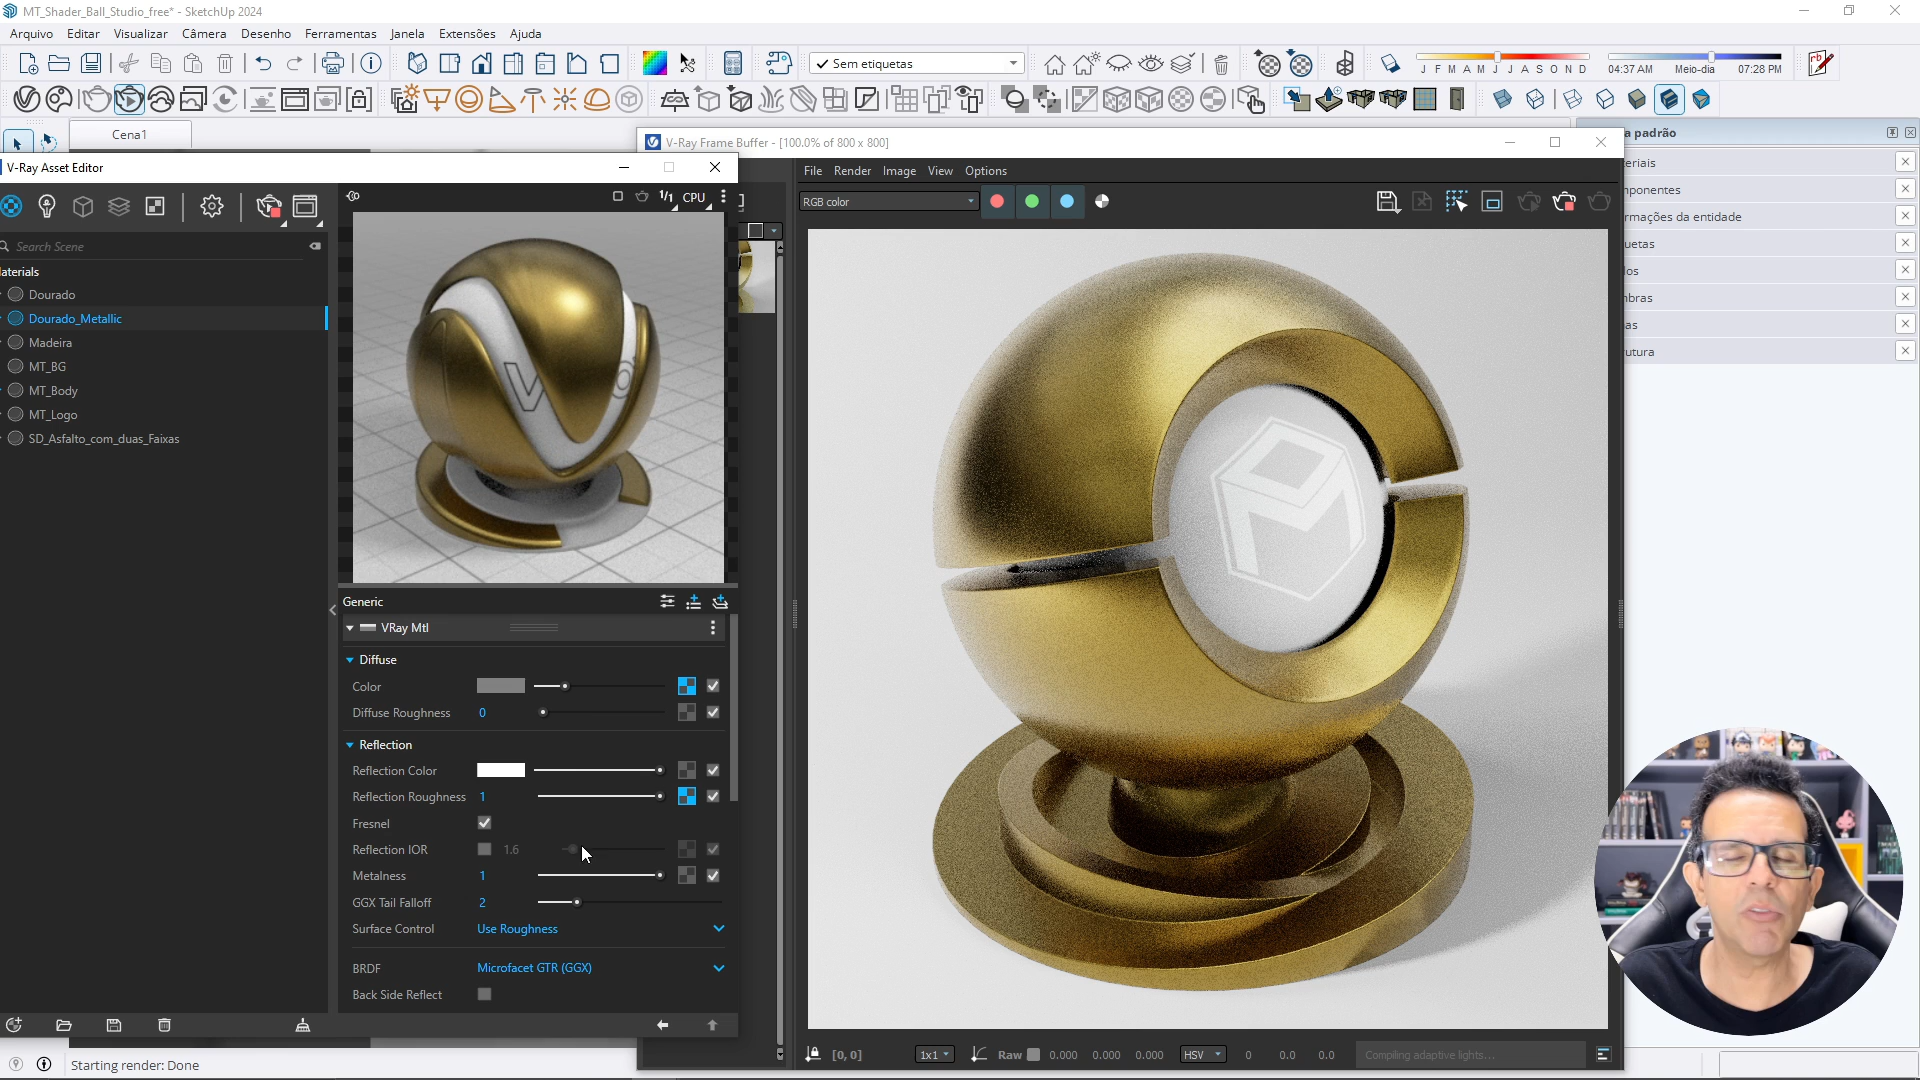 MT_Shader_Ball_Studio_free* - SketchUp 2024
Arquivo Editar Visualizar Câmera Desenho Ferramentas Janela Extensões Ajuda
Sem etiquetas
J F M A M J J A S O N D
04:37 AM Meio-dia 07:28 PM
Cena1
V-Ray Frame Buffer - [100.0% of 800 x 800]
a padrão
V-Ray Asset Editor
File Render Image View Options
1/1 CPU
RGB color
Search Scene
aterials
Dourado
Dourado_Metallic
Madeira
MT_BG
MT_Body
MT_Logo
SD_Asfalto_com_duas_Faixas
eriais
ponentes
rmações da entidade
uetas
los
bras
as
utura
Generic
VRay Mtl
Diffuse
Color
Diffuse Roughness 0
Reflection
Reflection Color
Reflection Roughness 1
Fresnel
Reflection IOR 1.6
Metalness 1
GGX Tail Falloff 2
Surface Control Use Roughness
BRDF Microfacet GTR (GGX)
Back Side Reflect
[0, 0] 1x1 Raw 0.000 0.000 0.000 HSV 0 0.0 0.0 Compiling adaptive lights...
Starting render: Done